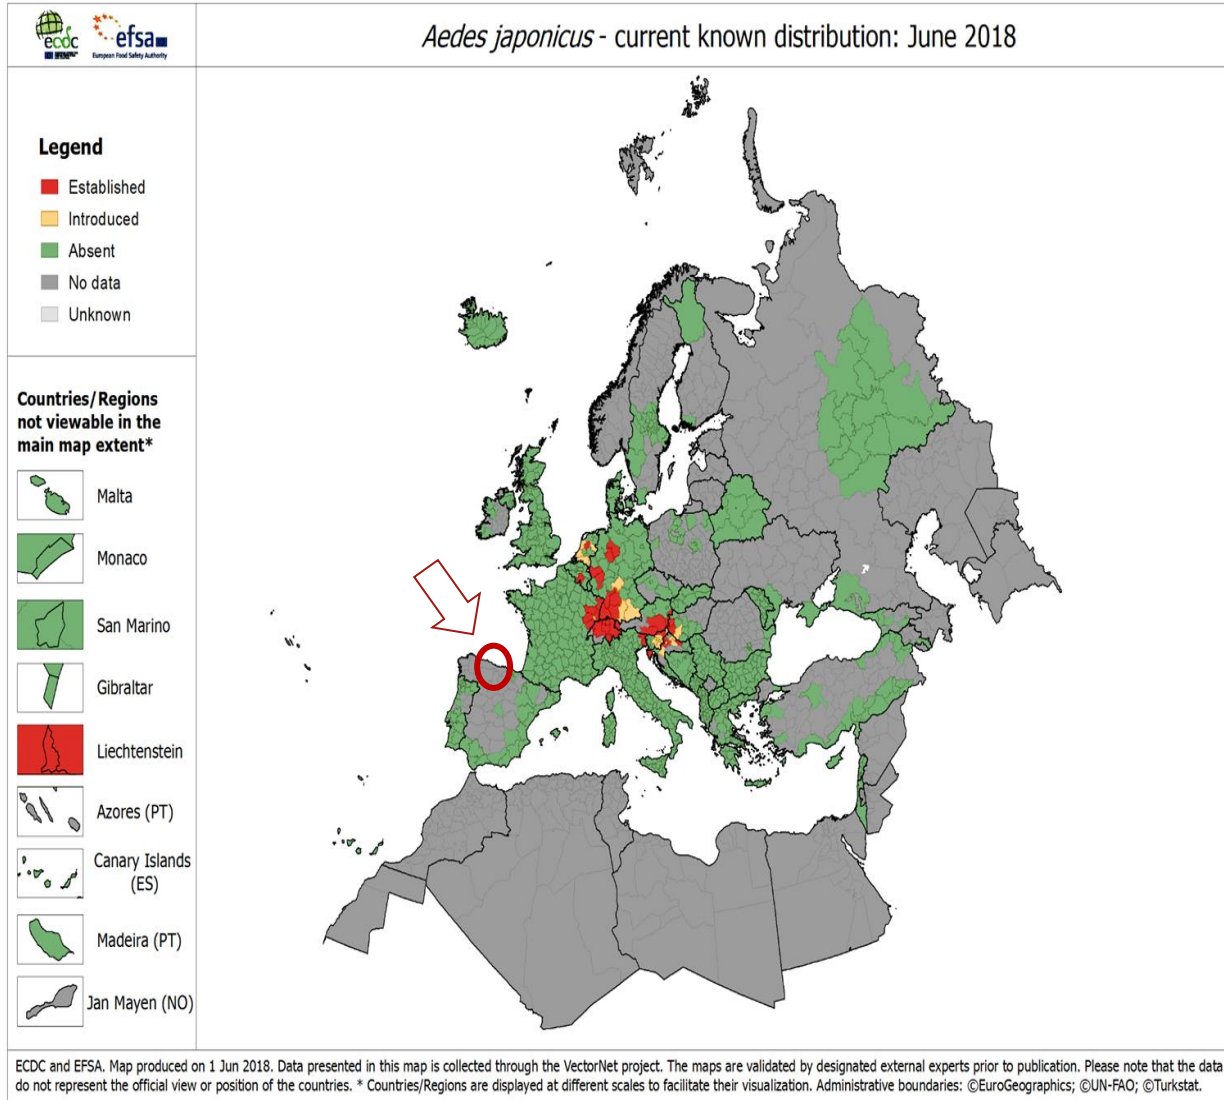 ecdc
efsa
European Food Safety Authority
Aedes japonicus - current known distribution: June 2018
Legend
Established
Introduced
Absent
No data
Unknown
Countries/Regions
not viewable in the
main map extent*
Malta
Monaco
San Marino
Gibraltar
Liechtenstein
Azores (PT)
Canary Islands
(ES)
Madeira (PT)
Jan Mayen (NO)
ECDC and EFSA. Map produced on 1 Jun 2018. Data presented in this map is collected through the VectorNet project. The maps are validated by designated external experts prior to publication. Please note that the data
do not represent the official view or position of the countries. * Countries/Regions are displayed at different scales to facilitate their visualization. Administrative boundaries: ©EuroGeographics; ©UN-FAO; ©Turkstat.